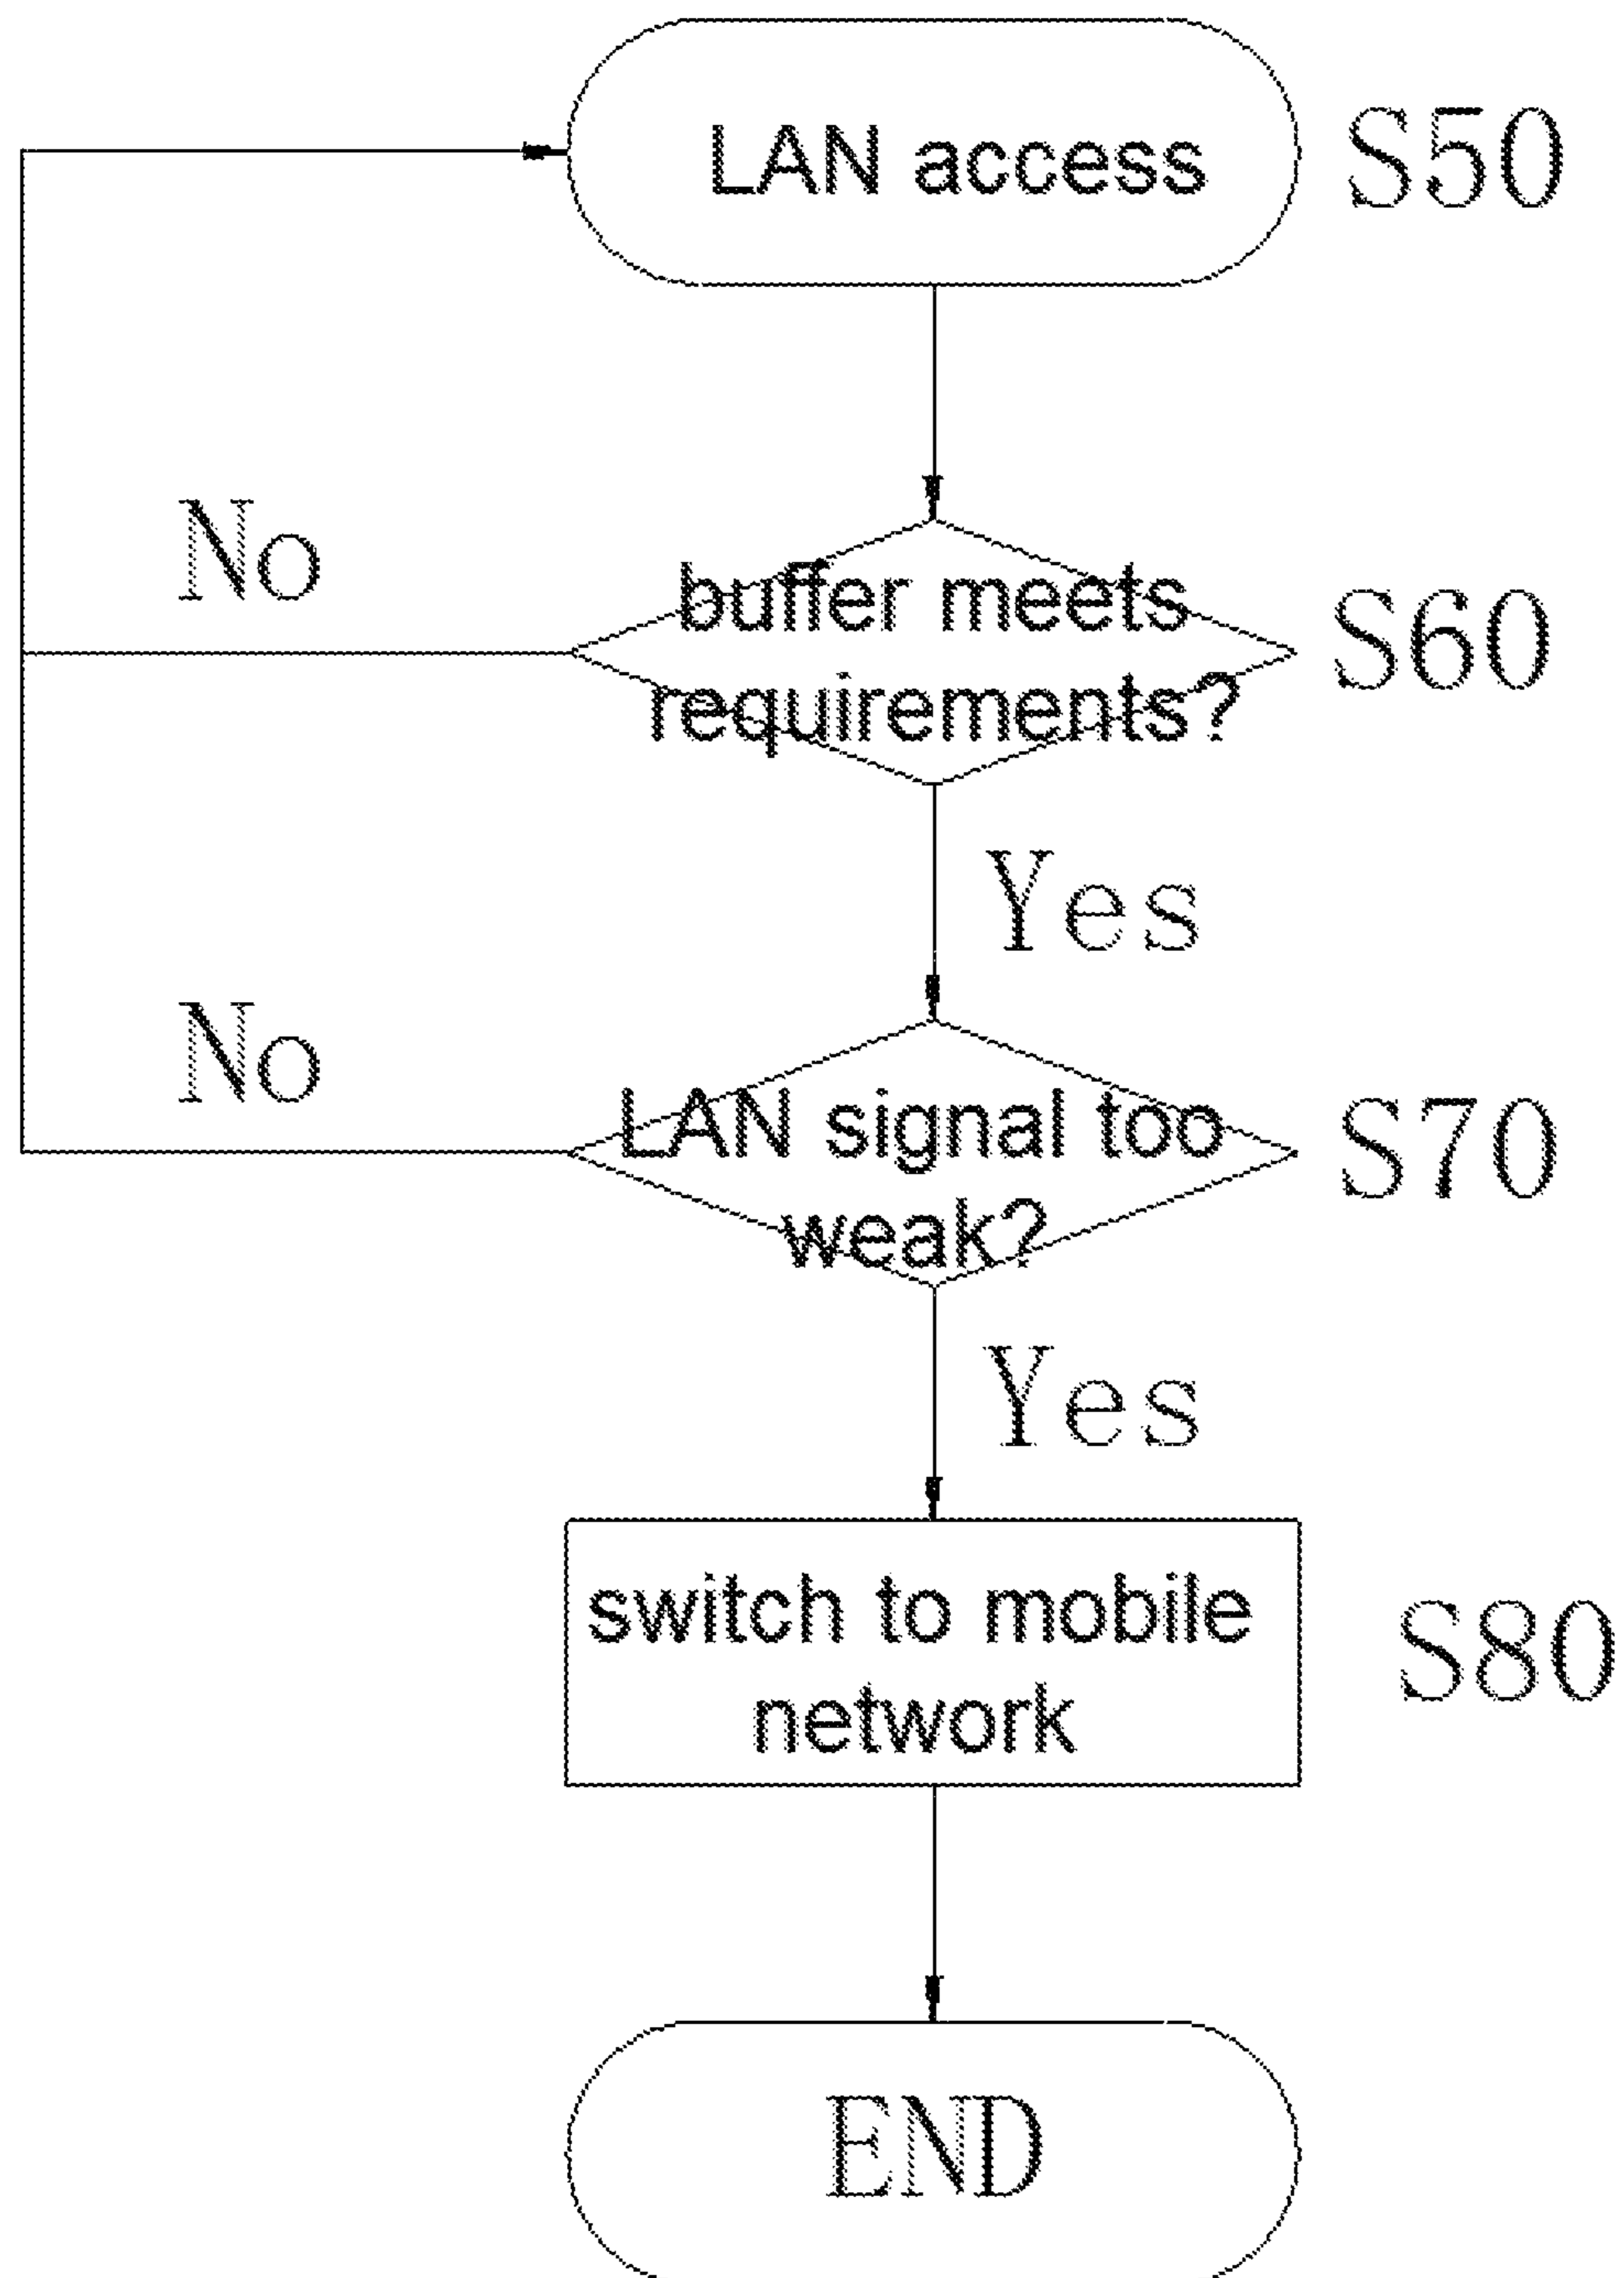 LAN access
S50
No
buffer meets
requirements?
S60
Yes
No
LAN signal too
weak?
S70
Yes
switch to mobile
network
S80
END